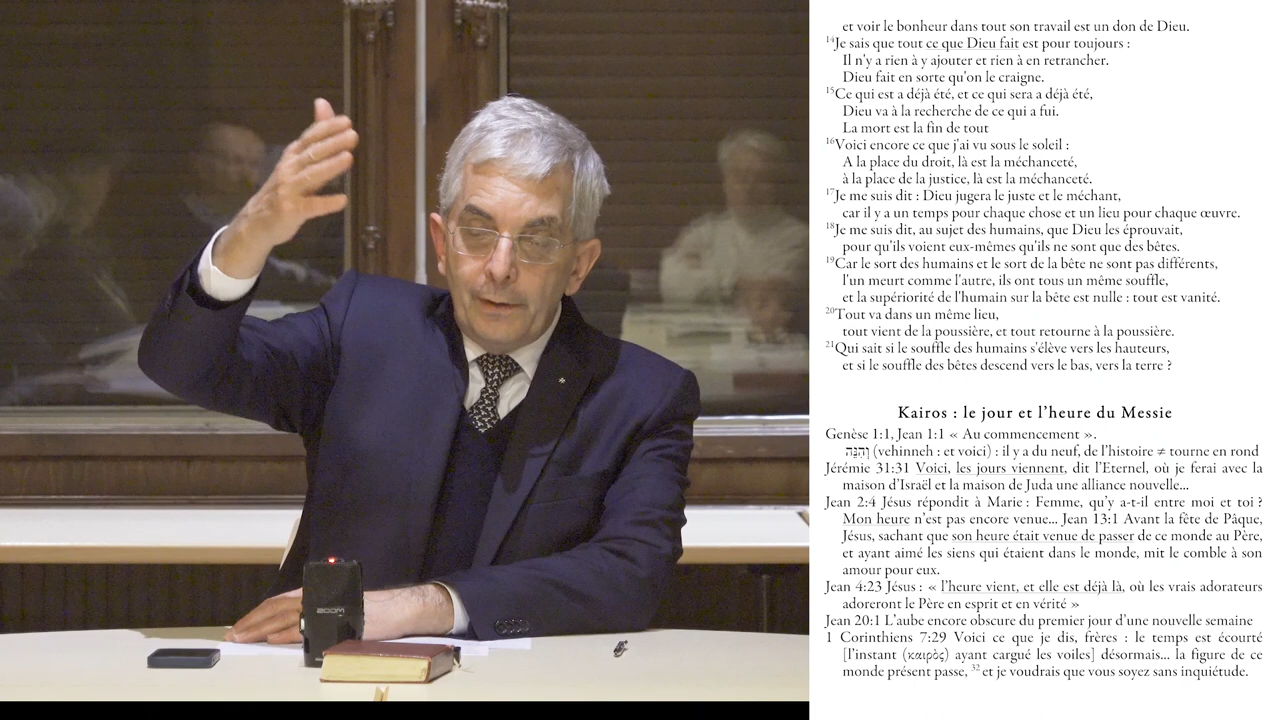 ZOOM
et voir le bonheur dans tout son travail est un don de Dieu.
14Je sais que tout ce que Dieu fait est pour toujours :
Il n'y a rien à y ajouter et rien à en retrancher.
Dieu fait en sorte qu'on le craigne.
15Ce qui est a déjà été, et ce qui sera a déjà été,
Dieu va à la recherche de ce qui a fui.
La mort est la fin de tout
16Voici encore ce que j'ai vu sous le soleil :
A la place du droit, là est la méchanceté,
à la place de la justice, là est la méchanceté.
17Je me suis dit : Dieu jugera le juste et le méchant,
car il y a un temps pour chaque chose et un lieu pour chaque œuvre.
18Je me suis dit, au sujet des humains, que Dieu les éprouvait,
pour qu'ils voient eux-mêmes qu'ils ne sont que des bêtes.
19Car le sort des humains et le sort de la bête ne sont pas différents,
l'un meurt comme l'autre, ils ont tous un même souffle,
et la supériorité de l'humain sur la bête est nulle : tout est vanité.
20Tout va dans un même lieu,
tout vient de la poussière, et tout retourne à la poussière.
21Qui sait si le souffle des humains s'élève vers les hauteurs,
et si le souffle des bêtes descend vers le bas, vers la terre ?
Kairos : le jour et l'heure du Messie
Genèse 1:1, Jean 1:1 « Au commencement ».
וְהִנֵּה (vehinneh : et voici) : il y a du neuf, de l'histoire ≠ tourne en rond
Jérémie 31:31 Voici, les jours viennent, dit l'Eternel, où je ferai avec la
maison d'Israël et la maison de Juda une alliance nouvelle...
Jean 2:4 Jésus répondit à Marie : Femme, qu'y a-t-il entre moi et toi ?
Mon heure n'est pas encore venue... Jean 13:1 Avant la fête de Pâque,
Jésus, sachant que son heure était venue de passer de ce monde au Père,
et ayant aimé les siens qui étaient dans le monde, mit le comble à son
amour pour eux.
Jean 4:23 Jésus : « l'heure vient, et elle est déjà là, où les vrais adorateurs
adoreront le Père en esprit et en vérité »
Jean 20:1 L'aube encore obscure du premier jour d'une nouvelle semaine
1 Corinthiens 7:29 Voici ce que je dis, frères : le temps est écourté
[l'instant (καιρὸς) ayant cargué les voiles] désormais... la figure de ce
monde présent passe, 32 et je voudrais que vous soyez sans inquiétude.